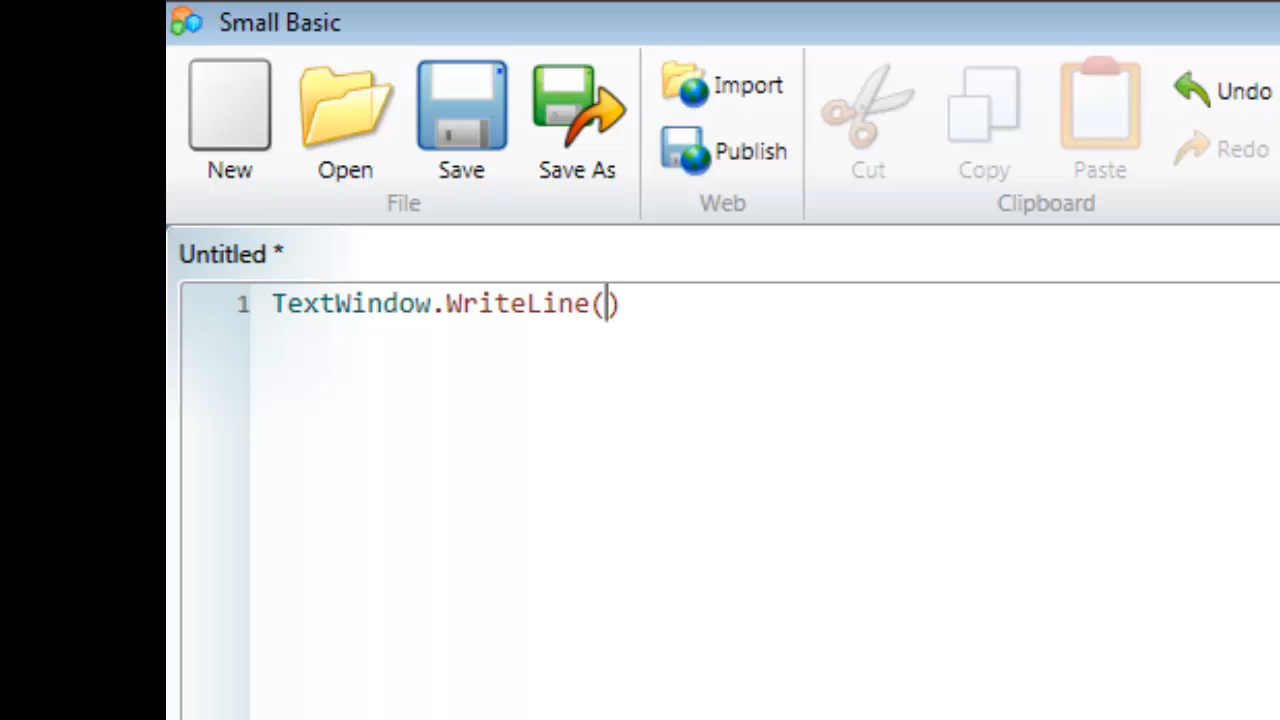 Small Basic
New Open Save Save As Import Publish Cut Copy Paste Undo Redo
File Web Clipboard
Untitled *
1 TextWindow.WriteLine()